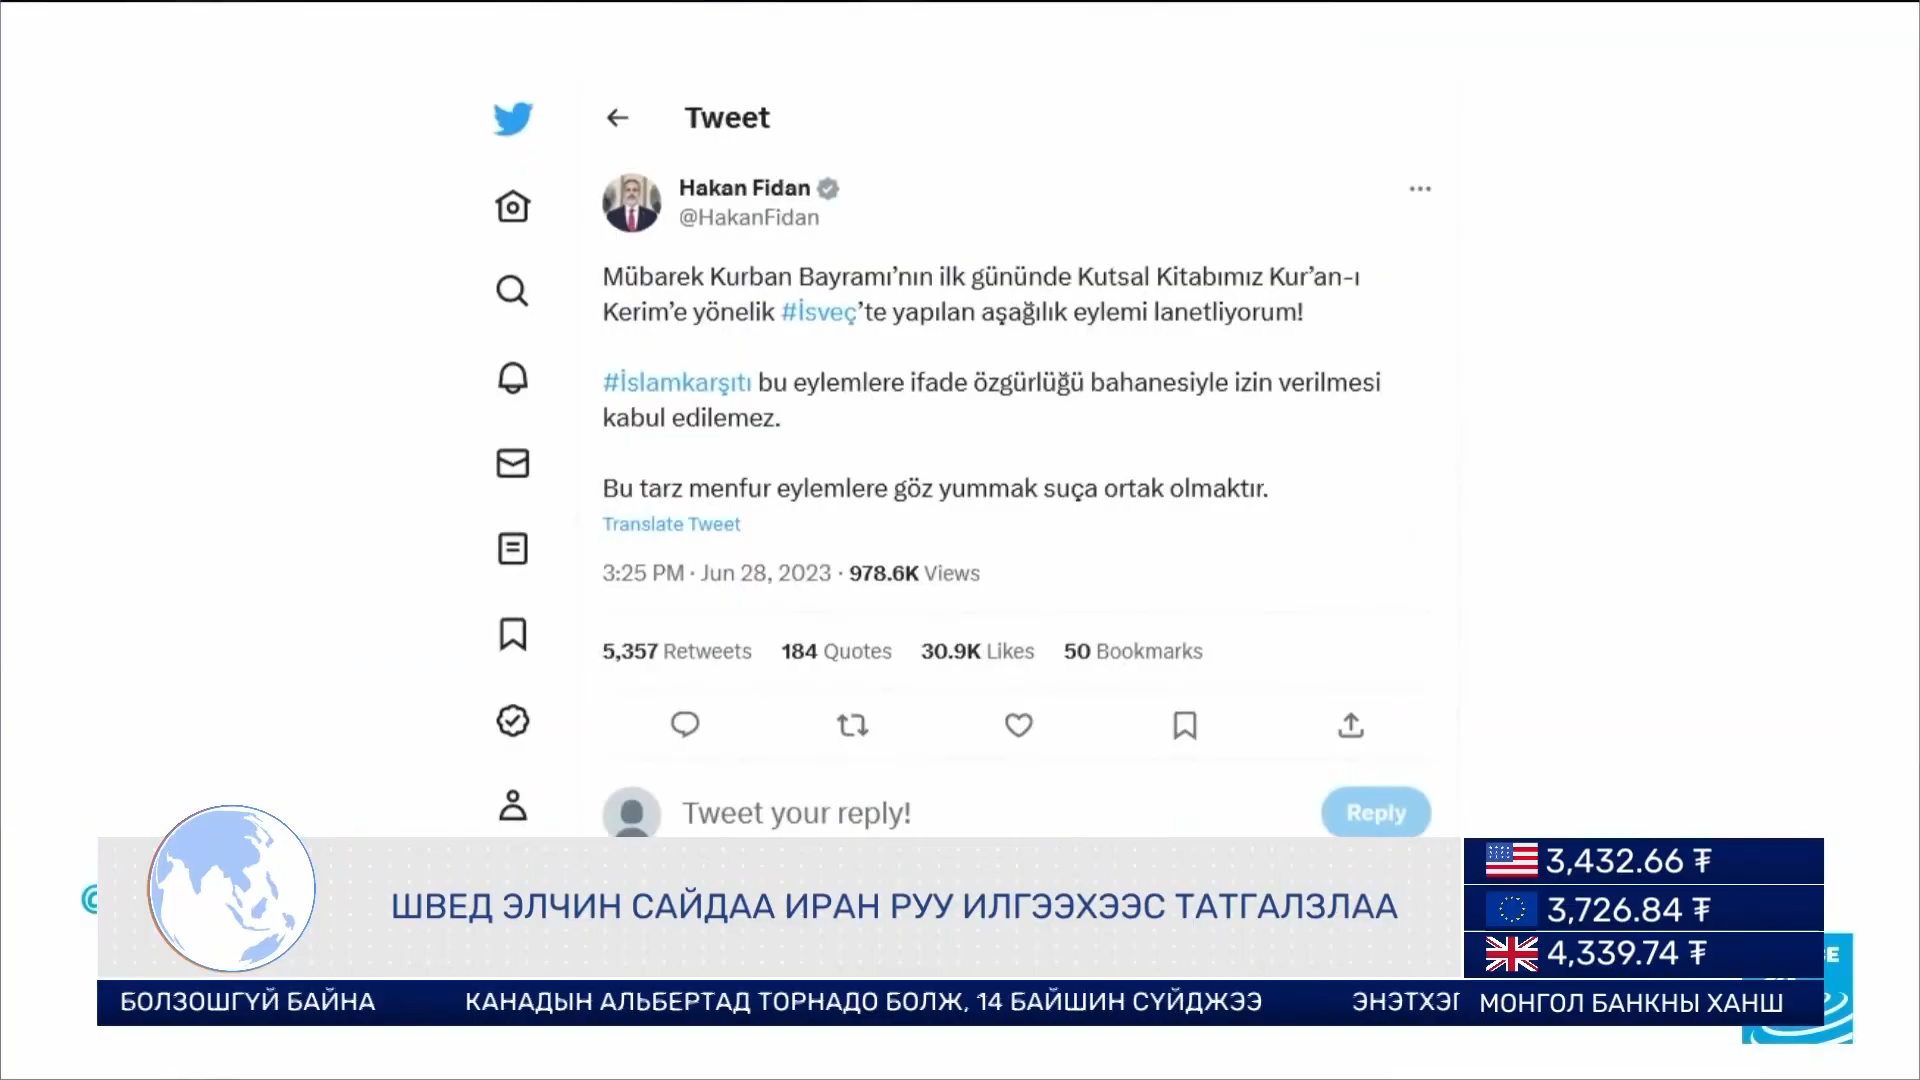 Tweet
Hakan Fidan
@HakanFidan
Mübarek Kurban Bayramı’nın ilk gününde Kutsal Kitabımız Kur’an-ı
Kerim’e yönelik #İsveç’te yapılan aşağılık eylemi lanetliyorum!
#İslamkarşıtı bu eylemlere ifade özgürlüğü bahanesiyle izin verilmesi
kabul edilemez.
Bu tarz menfur eylemlere göz yummak suça ortak olmaktır.
Translate Tweet
3:25 PM · Jun 28, 2023 · 978.6K Views
5,357 Retweets 184 Quotes 30.9K Likes 50 Bookmarks
Tweet your reply!
Reply
ШВЕД ЭЛЧИН САЙДАА ИРАН РУУ ИЛГЭЭХЭЭС ТАТГАЛЗЛАА
3,432.66 ₮
3,726.84 ₮
4,339.74 ₮
БОЛЗОШГҮЙ БАЙНА КАНАДЫН АЛЬБЕРТАД ТОРНАДО БОЛЖ, 14 БАЙШИН СҮЙДЖЭЭ
МОНГОЛ БАНКНЫ ХАНШ